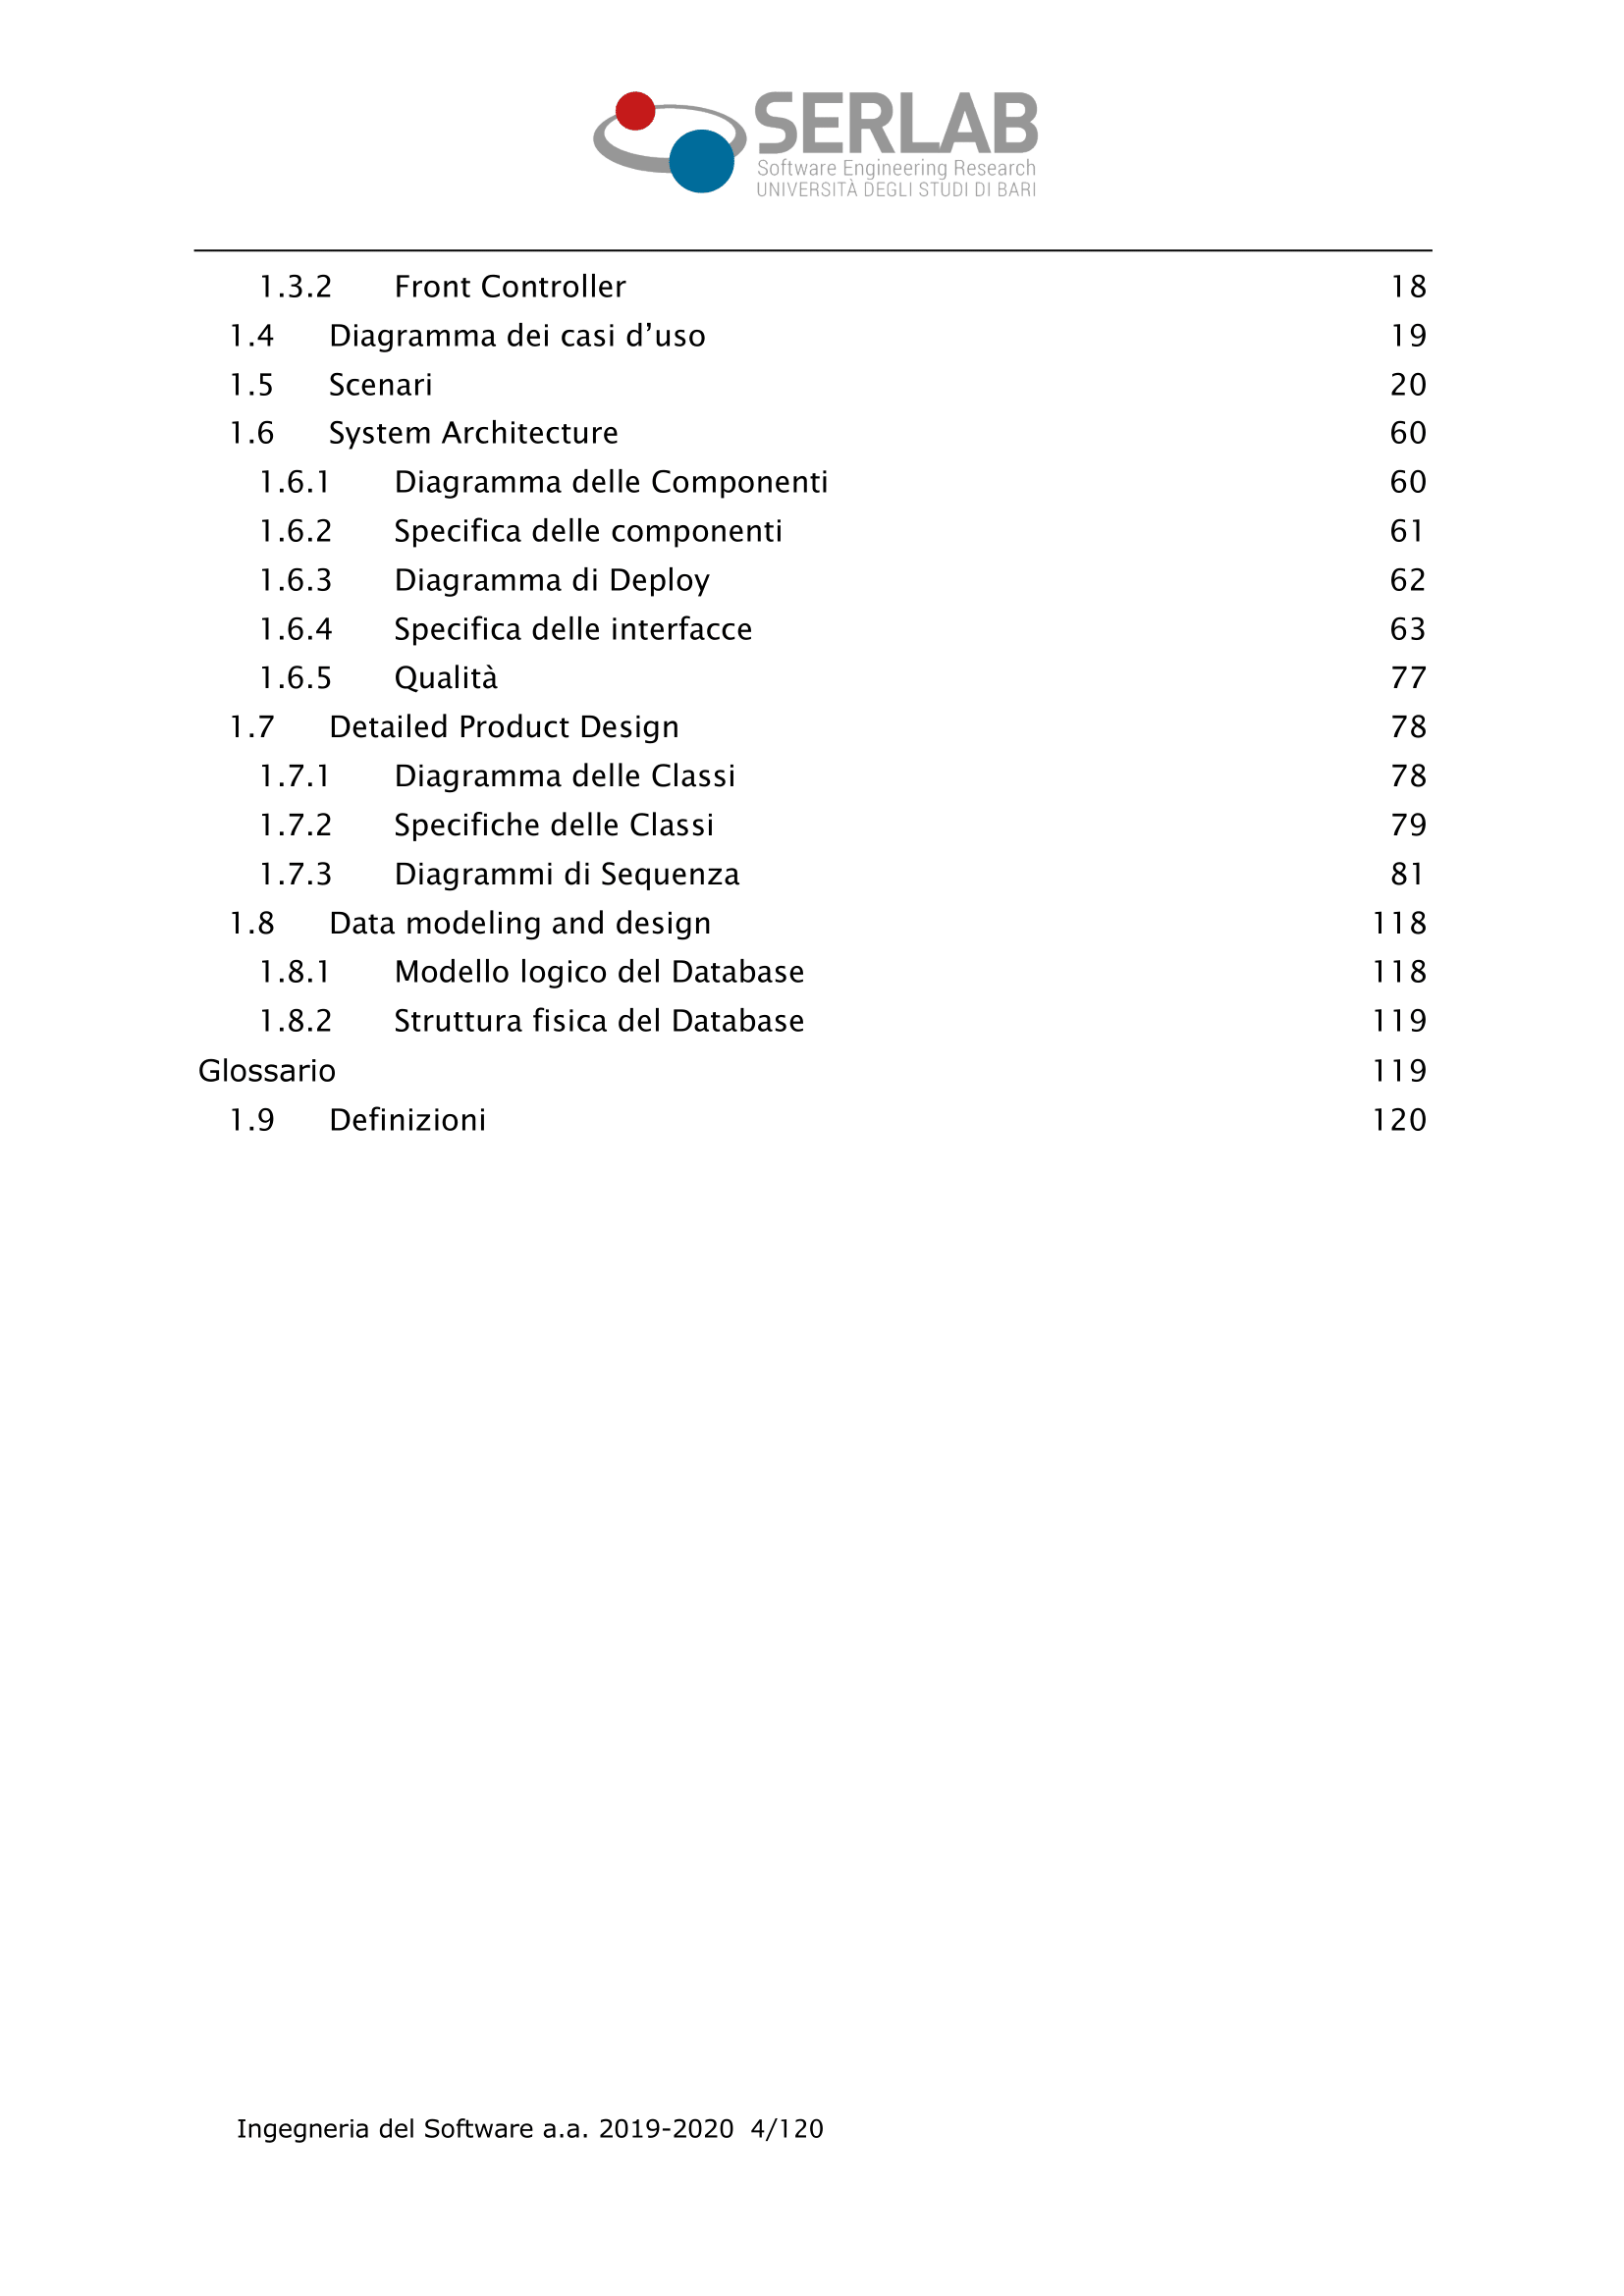 SERLAB
Software Engineering Research
UNIVERSITÀ DEGLI STUDI DI BARI
1.3.2 Front Controller 18
1.4 Diagramma dei casi d’uso 19
1.5 Scenari 20
1.6 System Architecture 60
1.6.1 Diagramma delle Componenti 60
1.6.2 Specifica delle componenti 61
1.6.3 Diagramma di Deploy 62
1.6.4 Specifica delle interfacce 63
1.6.5 Qualità 77
1.7 Detailed Product Design 78
1.7.1 Diagramma delle Classi 78
1.7.2 Specifiche delle Classi 79
1.7.3 Diagrammi di Sequenza 81
1.8 Data modeling and design 118
1.8.1 Modello logico del Database 118
1.8.2 Struttura fisica del Database 119
Glossario 119
1.9 Definizioni 120
Ingegneria del Software a.a. 2019-2020 4/120